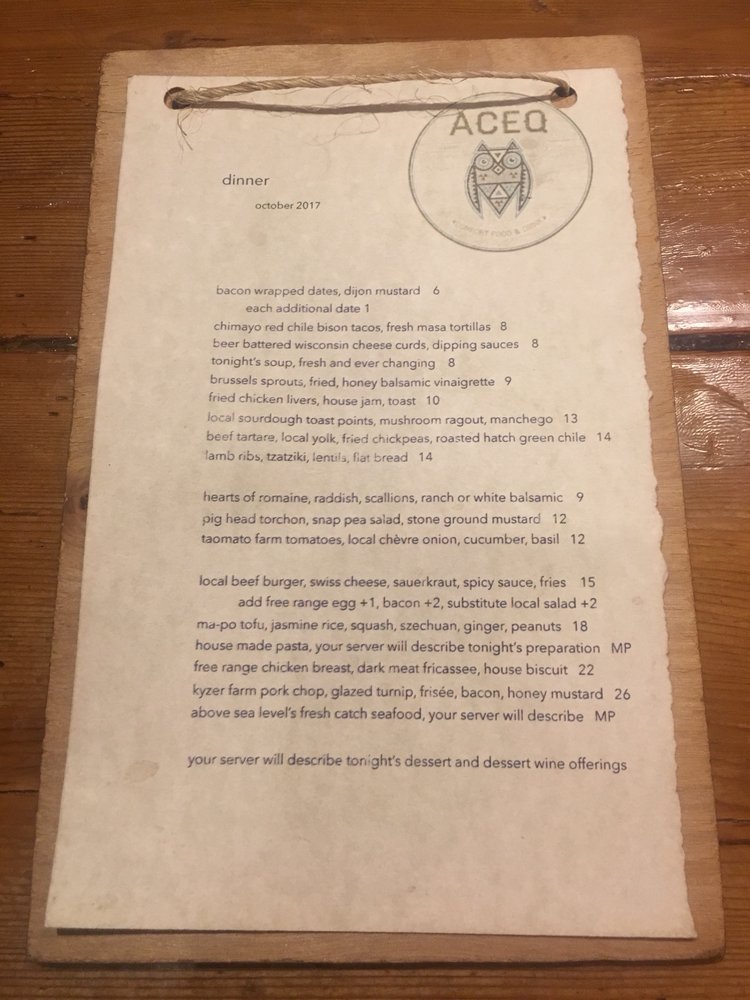 ACEQ
COMFORT FOOD & DRINK
dinner
october 2017
bacon wrapped dates, dijon mustard 6
each additional date 1
chimayo red chile bison tacos, fresh masa tortillas 8
beer battered wisconsin cheese curds, dipping sauces 8
tonight's soup, fresh and ever changing 8
brussels sprouts, fried, honey balsamic vinaigrette 9
fried chicken livers, house jam, toast 10
local sourdough toast points, mushroom ragout, manchego 13
beef tartare, local yolk, fried chickpeas, roasted hatch green chile 14
lamb ribs, tzatziki, lentils, flat bread 14
hearts of romaine, raddish, scallions, ranch or white balsamic 9
pig head torchon, snap pea salad, stone ground mustard 12
taomato farm tomatoes, local chèvre onion, cucumber, basil 12
local beef burger, swiss cheese, sauerkraut, spicy sauce, fries 15
add free range egg +1, bacon +2, substitute local salad +2
ma-po tofu, jasmine rice, squash, szechuan, ginger, peanuts 18
house made pasta, your server will describe tonight's preparation MP
free range chicken breast, dark meat fricassee, house biscuit 22
kyzer farm pork chop, glazed turnip, frisée, bacon, honey mustard 26
above sea level's fresh catch seafood, your server will describe MP
your server will describe tonight's dessert and dessert wine offerings